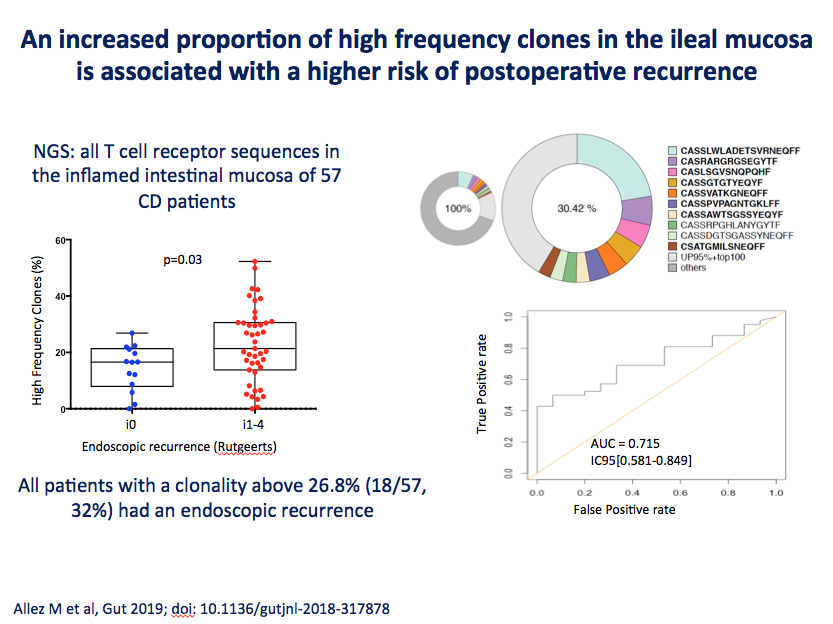 An increased proportion of high frequency clones in the ileal mucosa
is associated with a higher risk of postoperative recurrence
NGS: all T cell receptor sequences in
the inflamed intestinal mucosa of 57
CD patients
High Frequency Clones (%)
60
40
20
0
p=0.03
i0
i1-4
Endoscopic recurrence (Rutgeerts)
All patients with a clonality above 26.8% (18/57,
32%) had an endoscopic recurrence
100%
30.42 %
CASSLWLADETSVRNEQFF
CASRARGRGSEGYTF
CASLSGVSNQPQHF
CASSGTGTYEQYF
CASSVATKGNEQFF
CASSPVPAGNTGKLFF
CASSAWTSGSSYEQYF
CASSRPGHLANYGYTF
CASSDGTSGASSYNEQFF
CSATGMILSNEQFF
UP95%+top100
others
True Positive rate
1.0
0.8
0.6
0.4
0.2
0.0
AUC = 0.715
IC95[0.581-0.849]
0.0 0.2 0.4 0.6 0.8 1.0
False Positive rate
Allez M et al, Gut 2019; doi: 10.1136/gutjnl-2018-317878